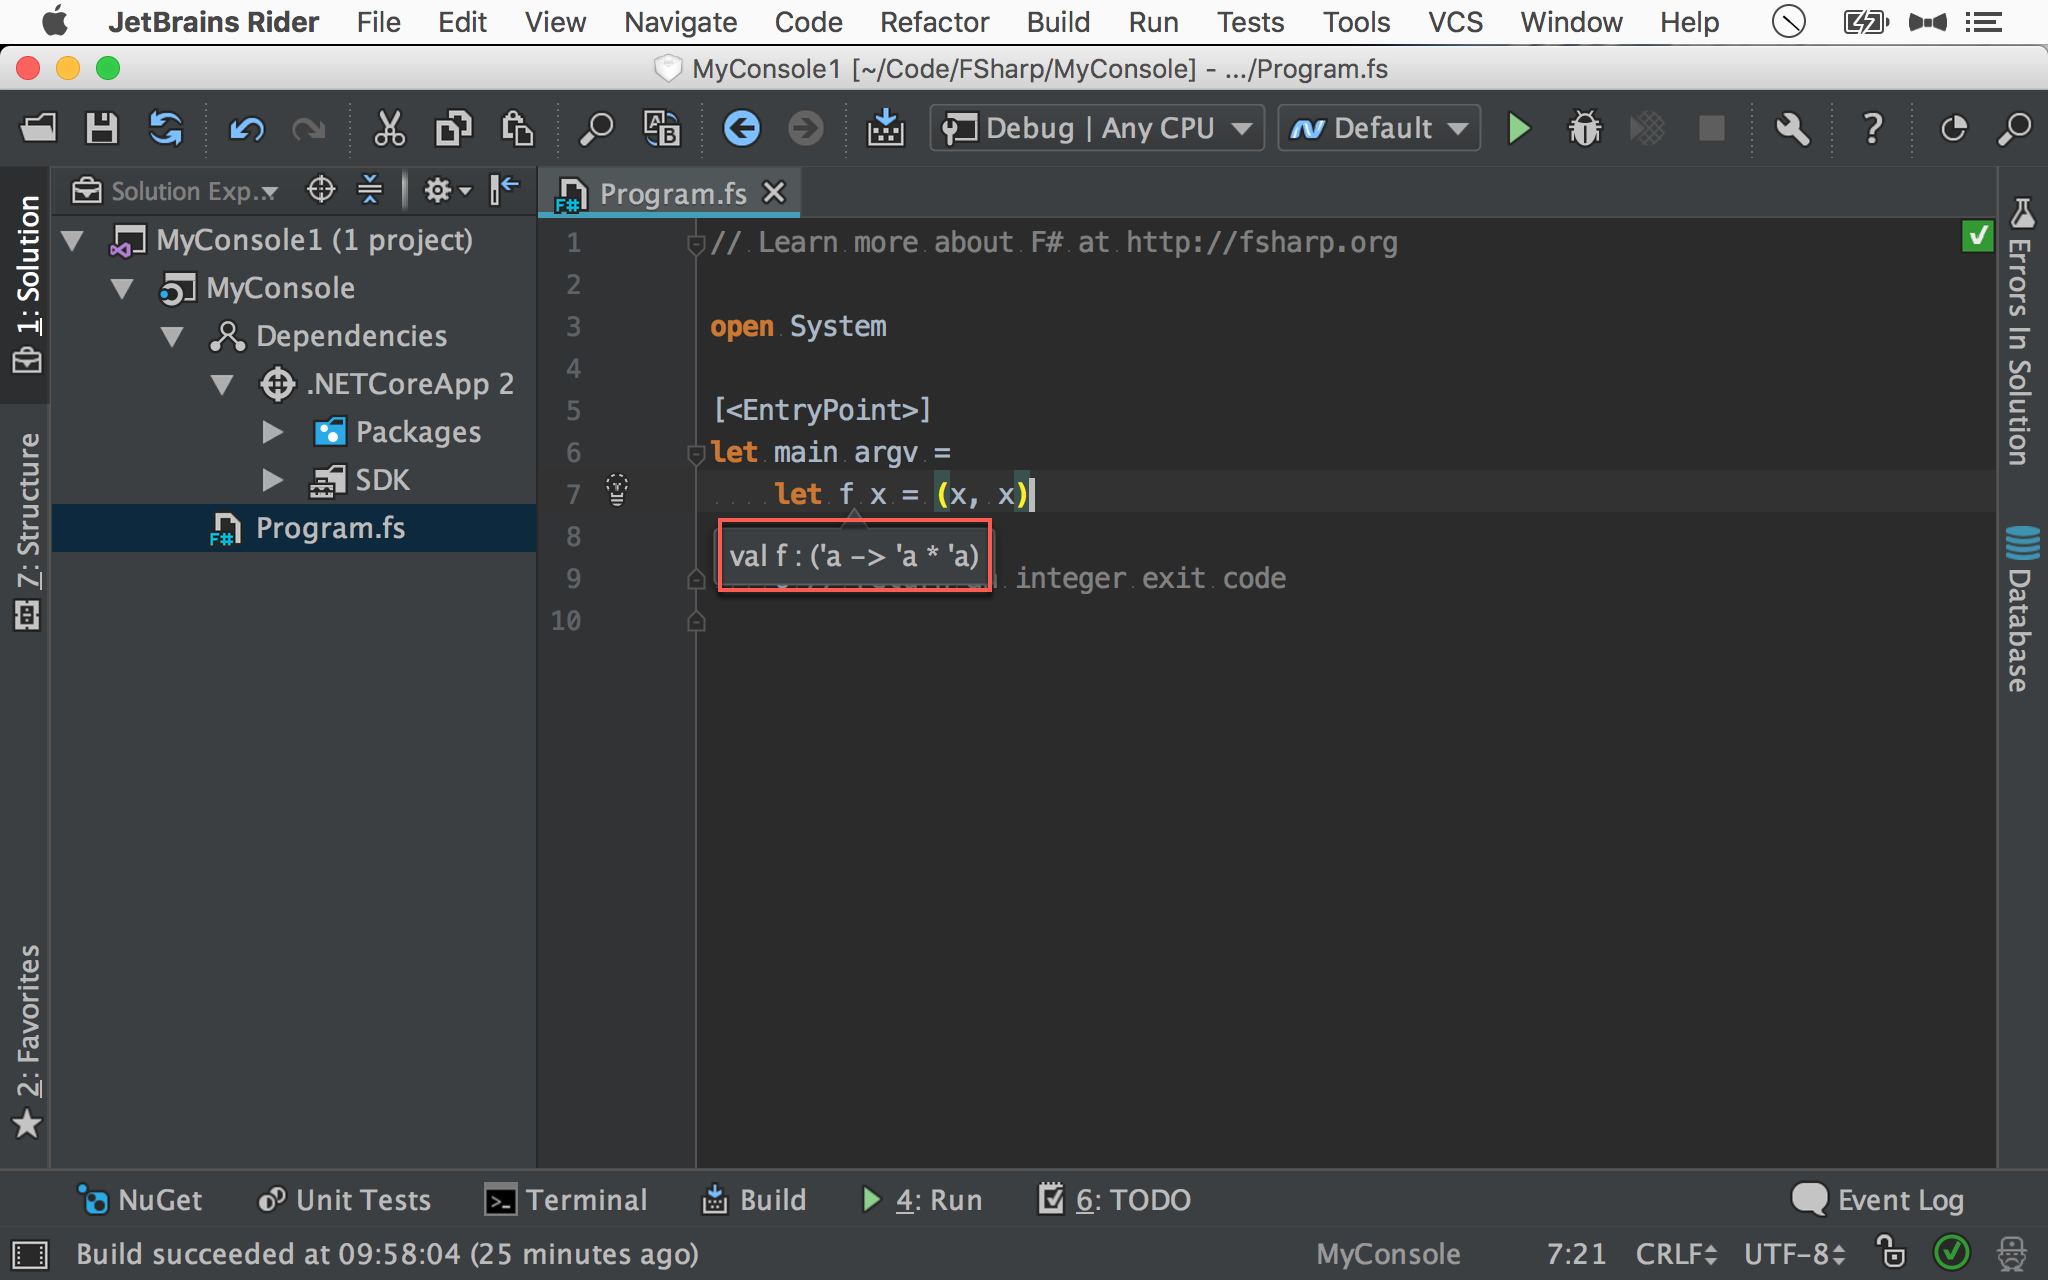 JetBrains Rider File Edit View Navigate Code Refactor Build Run Tests Tools VCS Window Help
MyConsole1 [~/Code/FSharp/MyConsole] - .../Program.fs
Debug | Any CPU Default
1: Solution
7: Structure
2: Favorites
Solution Exp...
MyConsole1 (1 project)
MyConsole
Dependencies
.NETCoreApp 2
Packages
SDK
F# Program.fs
F# Program.fs
1 // Learn more about F# at http://fsharp.org
2
3 open System
4
5 [<EntryPoint>]
6 let main argv =
7 let f x = (x, x)
8
val f : ('a -> 'a * 'a)
9 integer exit code
10
Errors In Solution
Database
NuGet Unit Tests Terminal Build 4: Run 6: TODO Event Log
Build succeeded at 09:58:04 (25 minutes ago) MyConsole 7:21 CRLF UTF-8